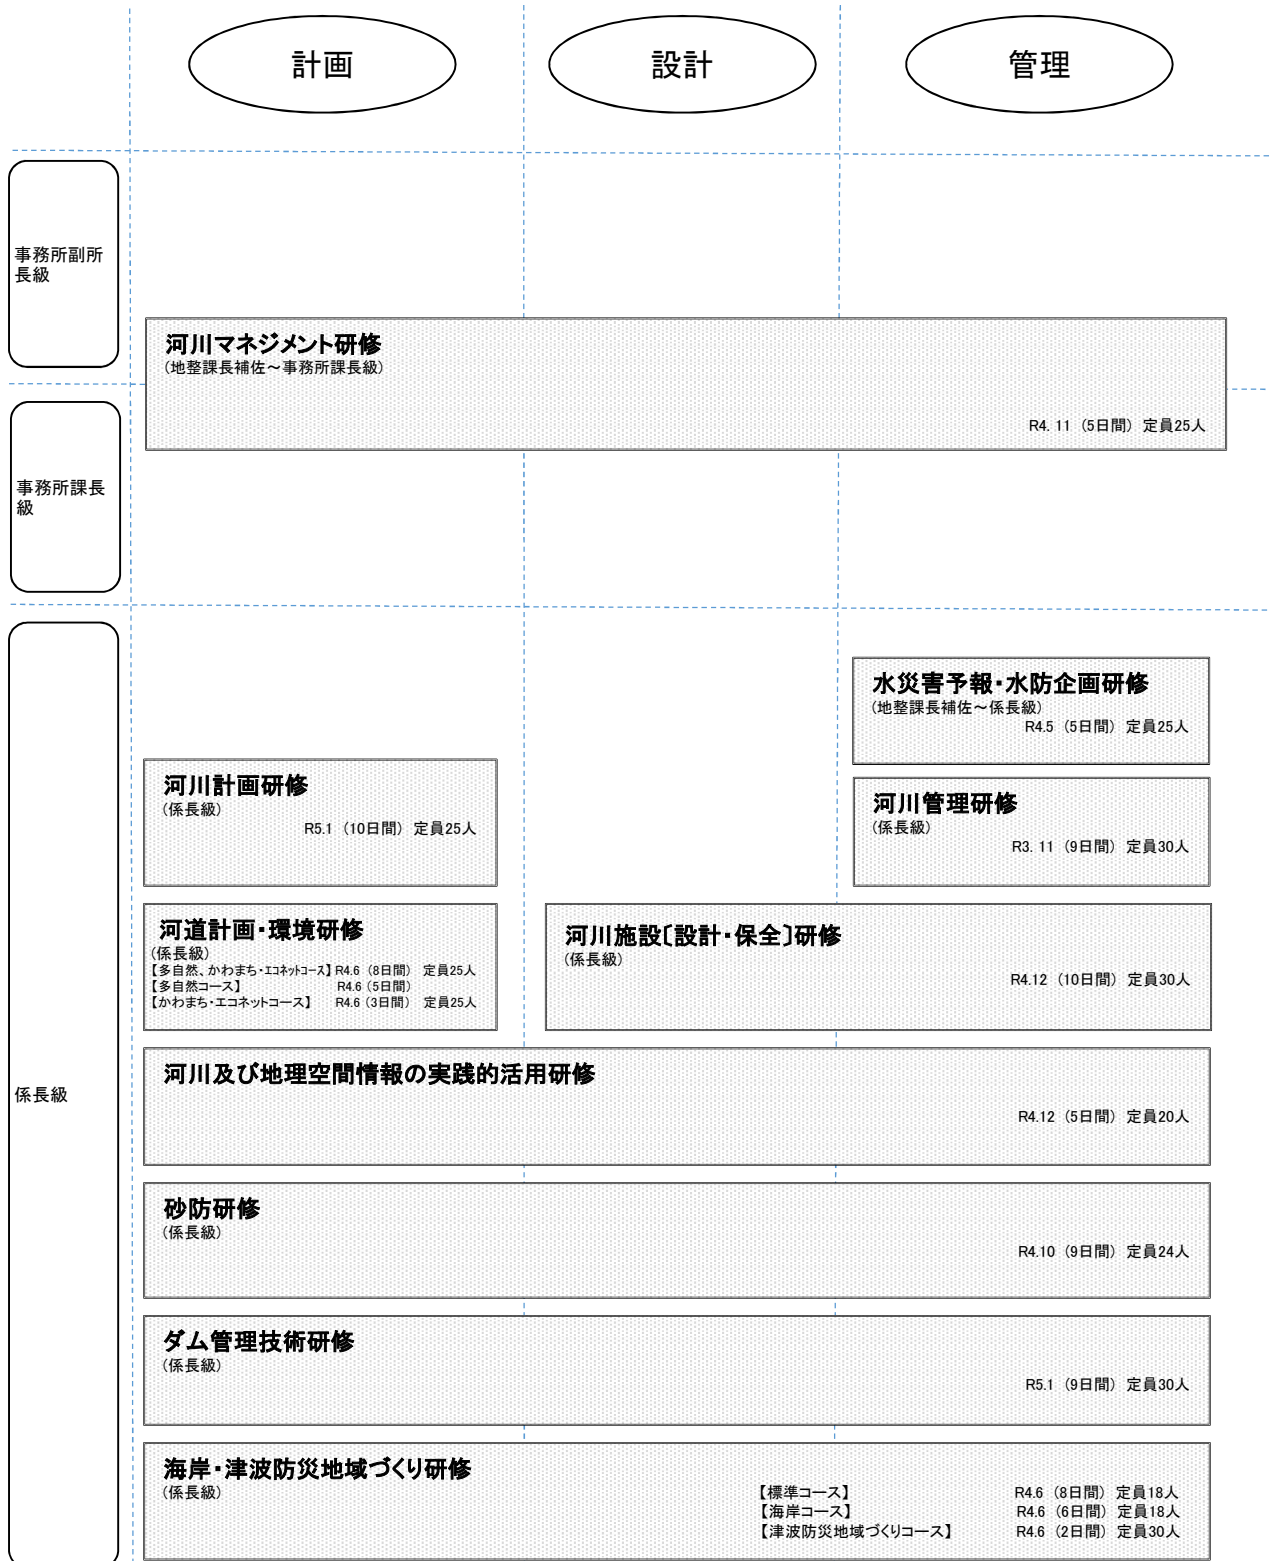 計画
設計
管理
事務所副所
長級
河川マネジメント研修
(地整課長補佐～事務所課長級)
R4. 11 (5日間) 定員25人
事務所課長
級
水災害予報・水防企画研修
(地整課長補佐～係長級)
R4.5 (5日間) 定員25人
河川計画研修
(係長級)
R5.1 (10日間) 定員25人
河川管理研修
(係長級)
R3. 11 (9日間) 定員30人
河道計画・環境研修
(係長級)
【多自然、かわまち・エコネットコース】 R4.6 (8日間) 定員25人
【多自然コース】 R4.6 (5日間)
【かわまち・エコネットコース】 R4.6 (3日間) 定員25人
河川施設〔設計・保全〕研修
(係長級)
R4.12 (10日間) 定員30人
係長級
河川及び地理空間情報の実践的活用研修
R4.12 (5日間) 定員20人
砂防研修
(係長級)
R4.10 (9日間) 定員24人
ダム管理技術研修
(係長級)
R5.1 (9日間) 定員30人
海岸・津波防災地域づくり研修
(係長級)
【標準コース】 R4.6 (8日間) 定員18人
【海岸コース】 R4.6 (6日間) 定員18人
【津波防災地域づくりコース】 R4.6 (2日間) 定員30人